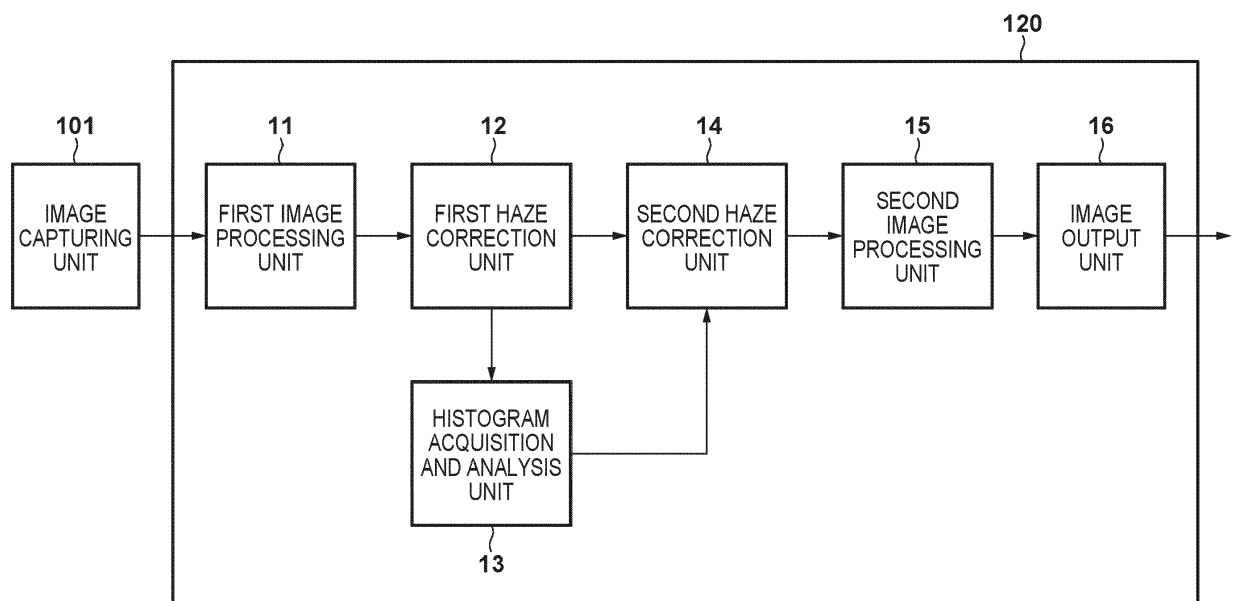 120
101
11
12
14
15
16
IMAGE
CAPTURING
UNIT
FIRST IMAGE
PROCESSING
UNIT
FIRST HAZE
CORRECTION
UNIT
SECOND HAZE
CORRECTION
UNIT
SECOND
IMAGE
PROCESSING
UNIT
IMAGE
OUTPUT
UNIT
HISTOGRAM
ACQUISITION
AND ANALYSIS
UNIT
13